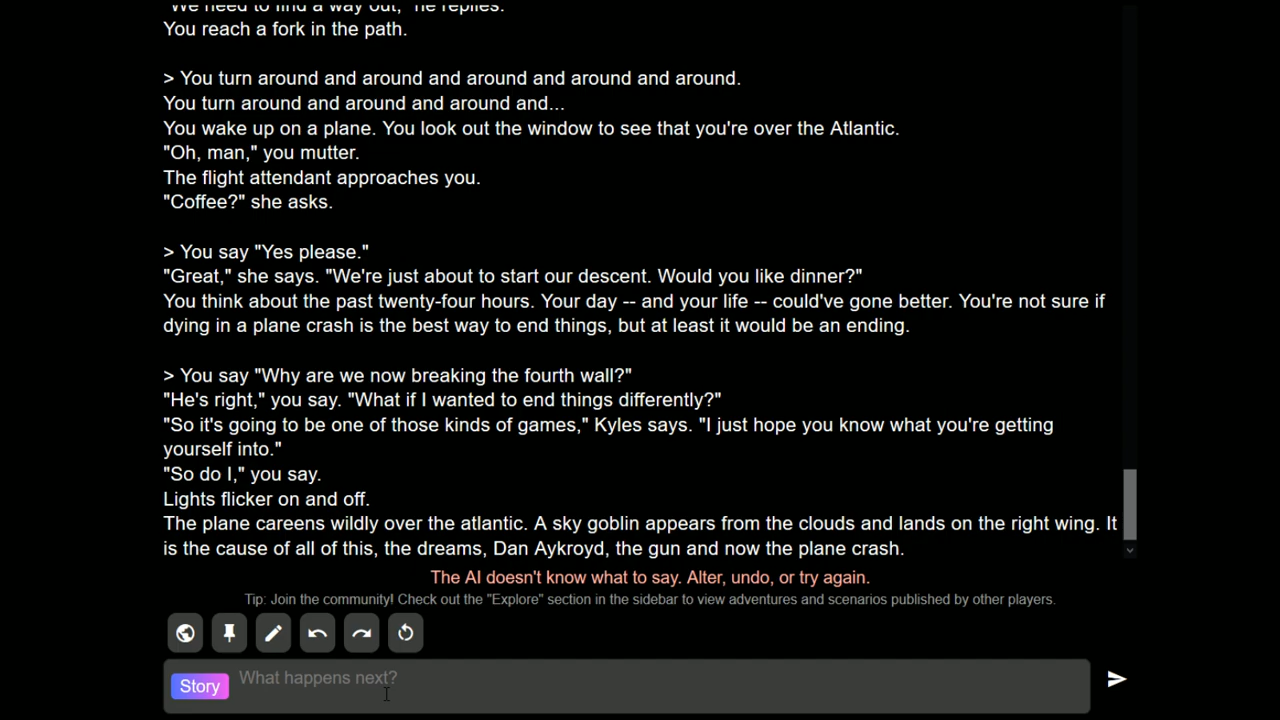 "We need to find a way out," he replies.
You reach a fork in the path.
> You turn around and around and around and around and around.
You turn around and around and around and...
You wake up on a plane. You look out the window to see that you're over the Atlantic.
"Oh, man," you mutter.
The flight attendant approaches you.
"Coffee?" she asks.
> You say "Yes please."
"Great," she says. "We're just about to start our descent. Would you like dinner?"
You think about the past twenty-four hours. Your day -- and your life -- could've gone better. You're not sure if
dying in a plane crash is the best way to end things, but at least it would be an ending.
> You say "Why are we now breaking the fourth wall?"
"He's right," you say. "What if I wanted to end things differently?"
"So it's going to be one of those kinds of games," Kyles says. "I just hope you know what you're getting
yourself into."
"So do I," you say.
Lights flicker on and off.
The plane careens wildly over the atlantic. A sky goblin appears from the clouds and lands on the right wing. It
is the cause of all of this, the dreams, Dan Aykroyd, the gun and now the plane crash.
The AI doesn't know what to say. Alter, undo, or try again.
Tip: Join the community! Check out the "Explore" section in the sidebar to view adventures and scenarios published by other players.
Story What happens next?